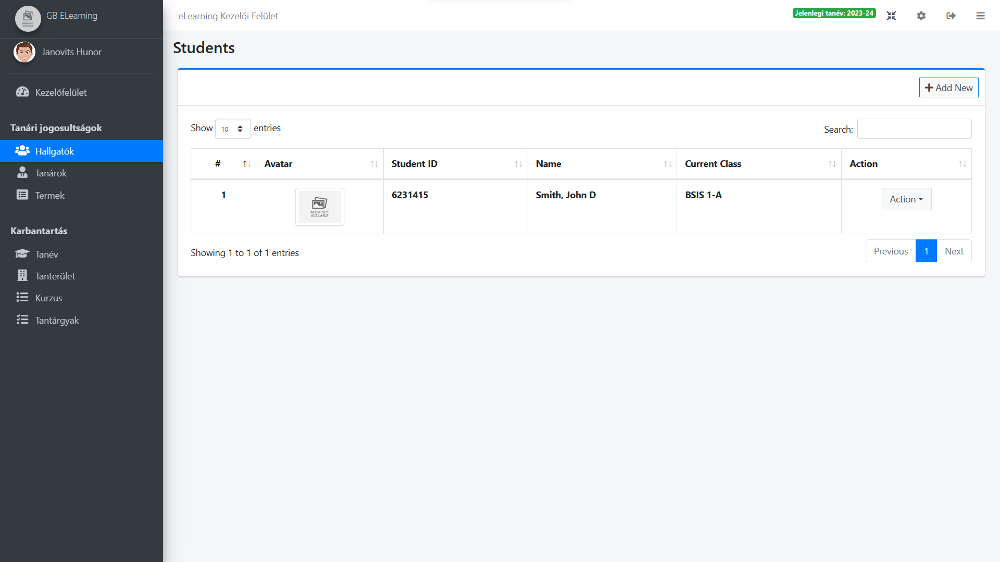 GB ELearning
Janovits Hunor
Kezelőfelület
Tanári jogosultságok
Hallgatók
Tanárok
Termek
Karbantartás
Tanév
Tanterület
Kurzus
Tantárgyak
eLearning Kezelői Felület
Jelenlegi tanév: 2023-24
Students
Add New
Show 10 entries
Search:
# Avatar Student ID Name Current Class Action
1 IMAGE NOT AVAILABLE 6231415 Smith, John D BSIS 1-A Action
Showing 1 to 1 of 1 entries
Previous 1 Next